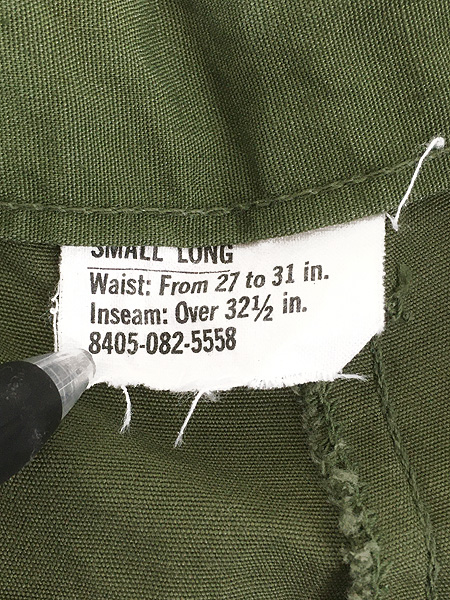 SMALL LONG
Waist: From 27 to 31 in.
Inseam: Over 32½ in.
8405-082-5558